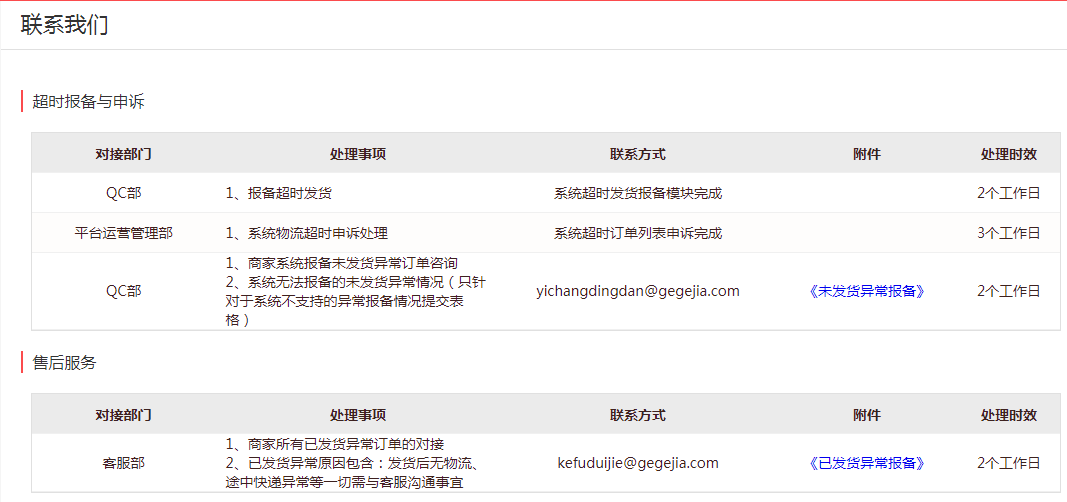 联系我们
超时报备与申诉
对接部门 处理事项 联系方式 附件 处理时效
QC部 1、报备超时发货 系统超时发货报备模块完成 2个工作日
平台运营管理部 1、系统物流超时申诉处理 系统超时订单列表申诉完成 3个工作日
1、商家系统报备未发货异常订单咨询
2、系统无法报备的未发货异常情况（只针
QC部 对于系统不支持的异常报备情况提交表 yichangdingdan@gegejia.com 《未发货异常报备》 2个工作日
格）
售后服务
对接部门 处理事项 联系方式 附件 处理时效
1、商家所有已发货异常订单的对接
客服部 2、已发货异常原因包含：发货后无物流、 kefuduijie@gegejia.com 《已发货异常报备》 2个工作日
途中快递异常等一切需与客服沟通事宜